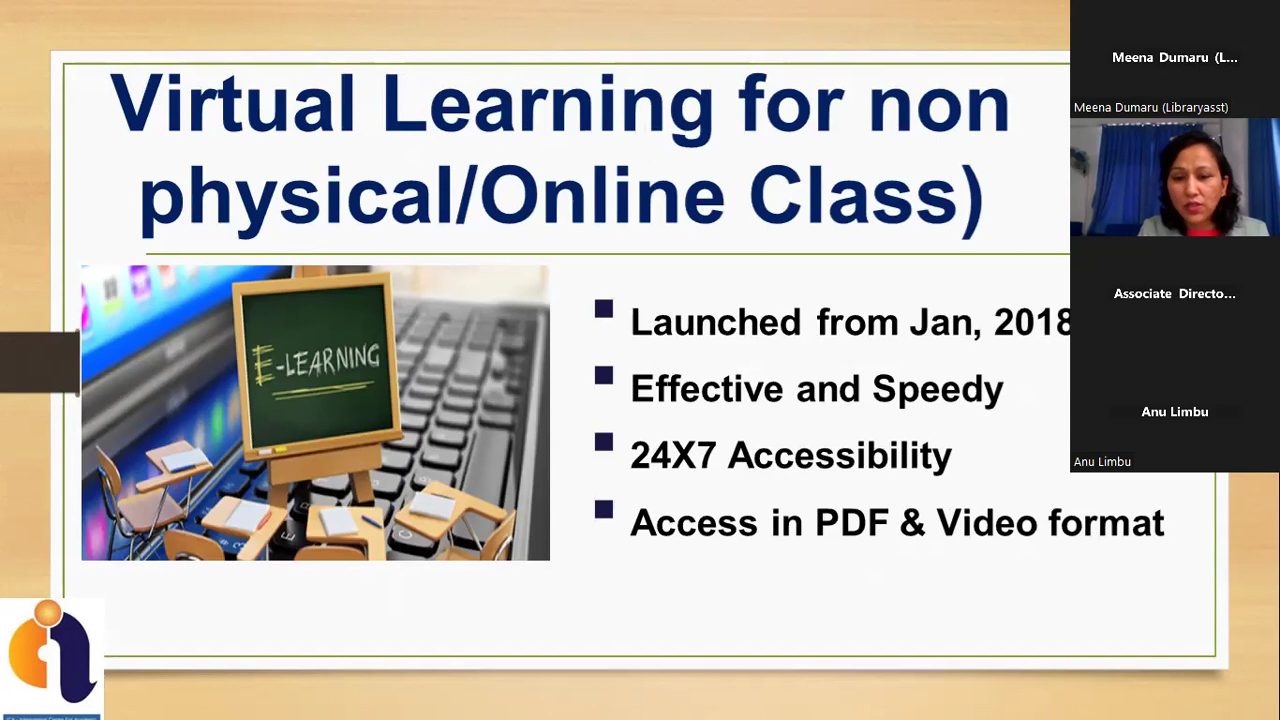 Virtual Learning for non
physical/Online Class)
E-LEARNING
Launched from Jan, 2018
Effective and Speedy
24X7 Accessibility
Access in PDF & Video format
Meena Dumaru (L...
Meena Dumaru (Libraryasst)
Associate Directo...
Anu Limbu
Anu Limbu